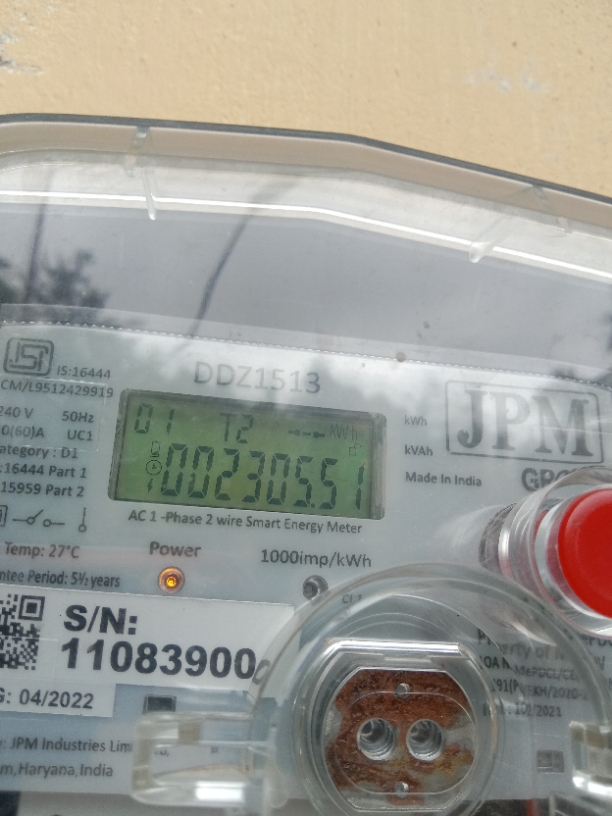 IS:16444
CM/L9512429919
DDZ1513
240 V 50Hz
0(60)A UC1
ategory : D1
:16444 Part 1
15959 Part 2
01 T2 kWh
002305.51
kWh
kVAh
Made In India
JPM
AC 1 -Phase 2 wire Smart Energy Meter
Temp: 27°C
Power
1000imp/kWh
ntee Period: 5½ years
S/N:
11083900
G: 04/2022
: JPM Industries Lim
m,Haryana,India